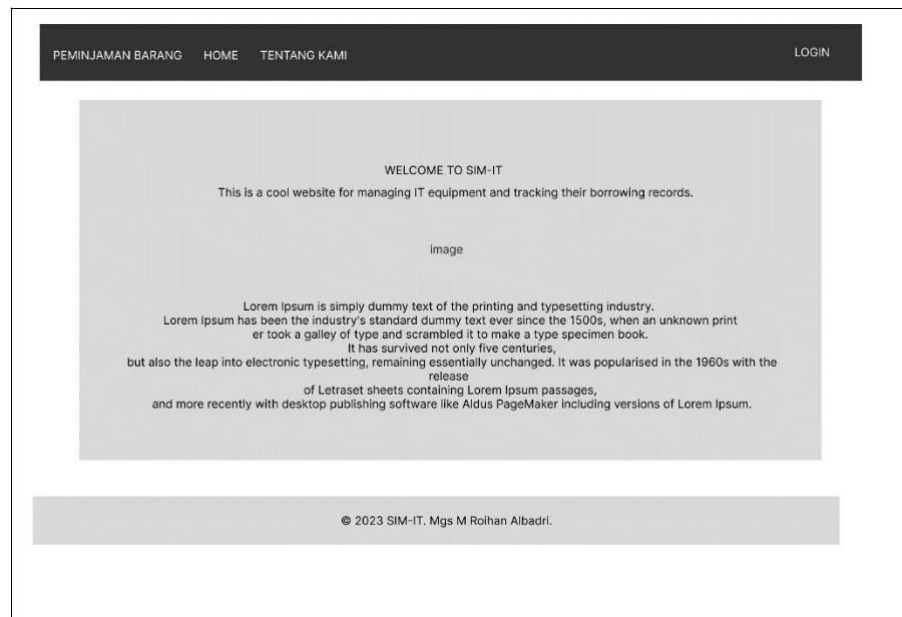 PEMINJAMAN BARANG HOME TENTANG KAMI LOGIN
WELCOME TO SIM-IT
This is a cool website for managing IT equipment and tracking their borrowing records.
image
Lorem Ipsum is simply dummy text of the printing and typesetting industry.
Lorem Ipsum has been the industry's standard dummy text ever since the 1500s, when an unknown print
er took a galley of type and scrambled it to make a type specimen book.
It has survived not only five centuries,
but also the leap into electronic typesetting, remaining essentially unchanged. It was popularised in the 1960s with the
release
of Letraset sheets containing Lorem Ipsum passages,
and more recently with desktop publishing software like Aldus PageMaker including versions of Lorem Ipsum.
© 2023 SIM-IT. Mgs M Roihan Albadri.